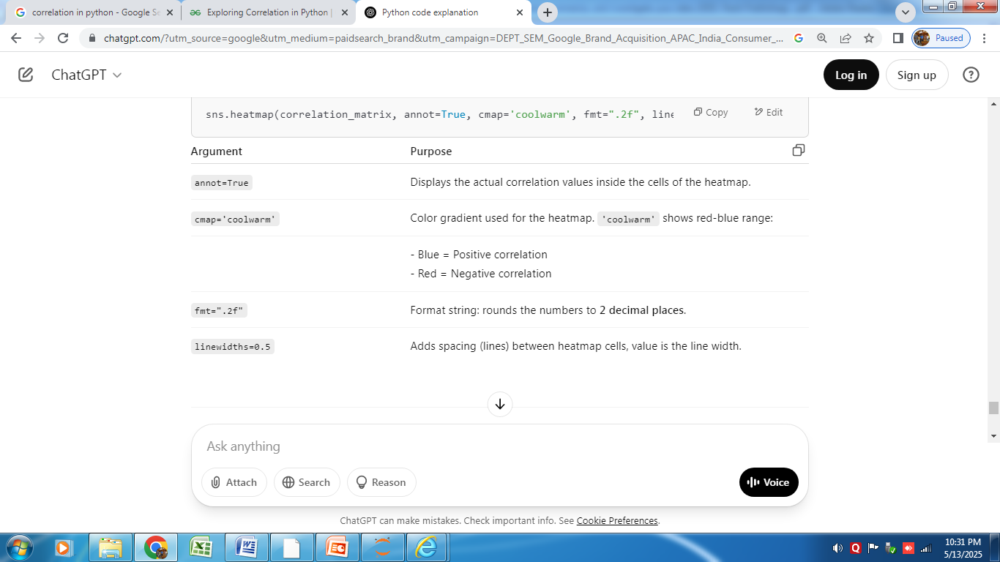 correlation in python - Google Se
Exploring Correlation in Python |
Python code explanation
chatgpt.com/?utm_source=google&utm_medium=paidsearch_brand&utm_campaign=DEPT_SEM_Google_Brand_Acquisition_APAC_India_Consumer_...
Paused
ChatGPT
Log in
Sign up
sns.heatmap(correlation_matrix, annot=True, cmap='coolwarm', fmt=".2f", line
Copy
Edit
Argument Purpose
annot=True Displays the actual correlation values inside the cells of the heatmap.
cmap='coolwarm' Color gradient used for the heatmap. 'coolwarm' shows red-blue range:
- Blue = Positive correlation
- Red = Negative correlation
fmt=".2f" Format string: rounds the numbers to 2 decimal places.
linewidths=0.5 Adds spacing (lines) between heatmap cells, value is the line width.
Ask anything
Attach
Search
Reason
Voice
ChatGPT can make mistakes. Check important info. See Cookie Preferences.
10:31 PM
5/13/2025